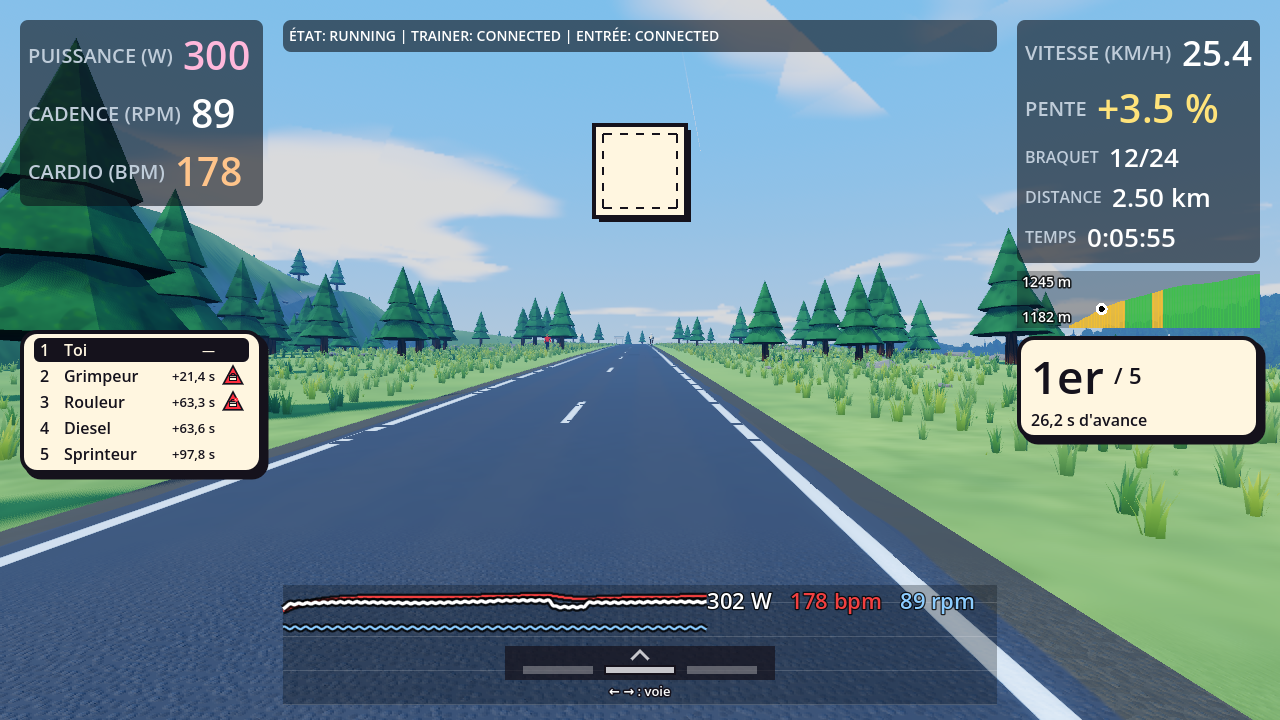 PUISSANCE (W) 300
CADENCE (RPM) 89
CARDIO (BPM) 178
ÉTAT: RUNNING | TRAINER: CONNECTED | ENTRÉE: CONNECTED
VITESSE (KM/H) 25.4
PENTE +3.5 %
BRAQUET 12/24
DISTANCE 2.50 km
TEMPS 0:05:55
1245 m
1182 m
1 Toi —
2 Grimpeur +21,4 s
3 Rouleur +63,3 s
4 Diesel +63,6 s
5 Sprinteur +97,8 s
1er / 5
26,2 s d'avance
302 W 178 bpm 89 rpm
← → : voie